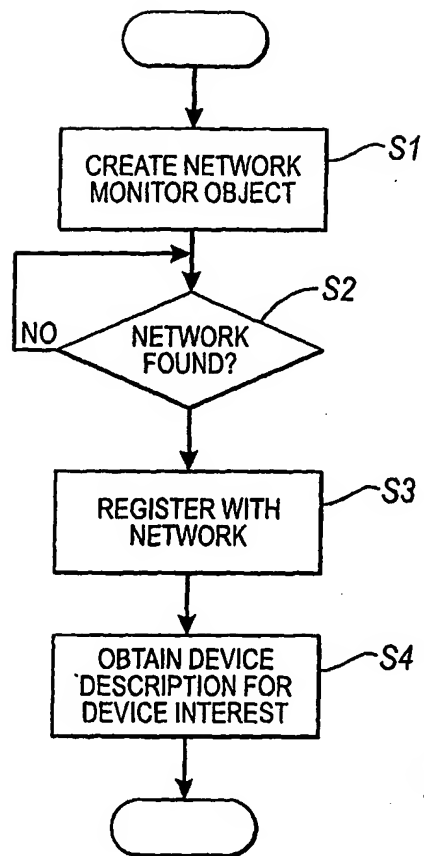 CREATE NETWORK
MONITOR OBJECT
S1
NETWORK
FOUND?
S2
NO
REGISTER WITH
NETWORK
S3
OBTAIN DEVICE
DESCRIPTION FOR
DEVICE INTEREST
S4